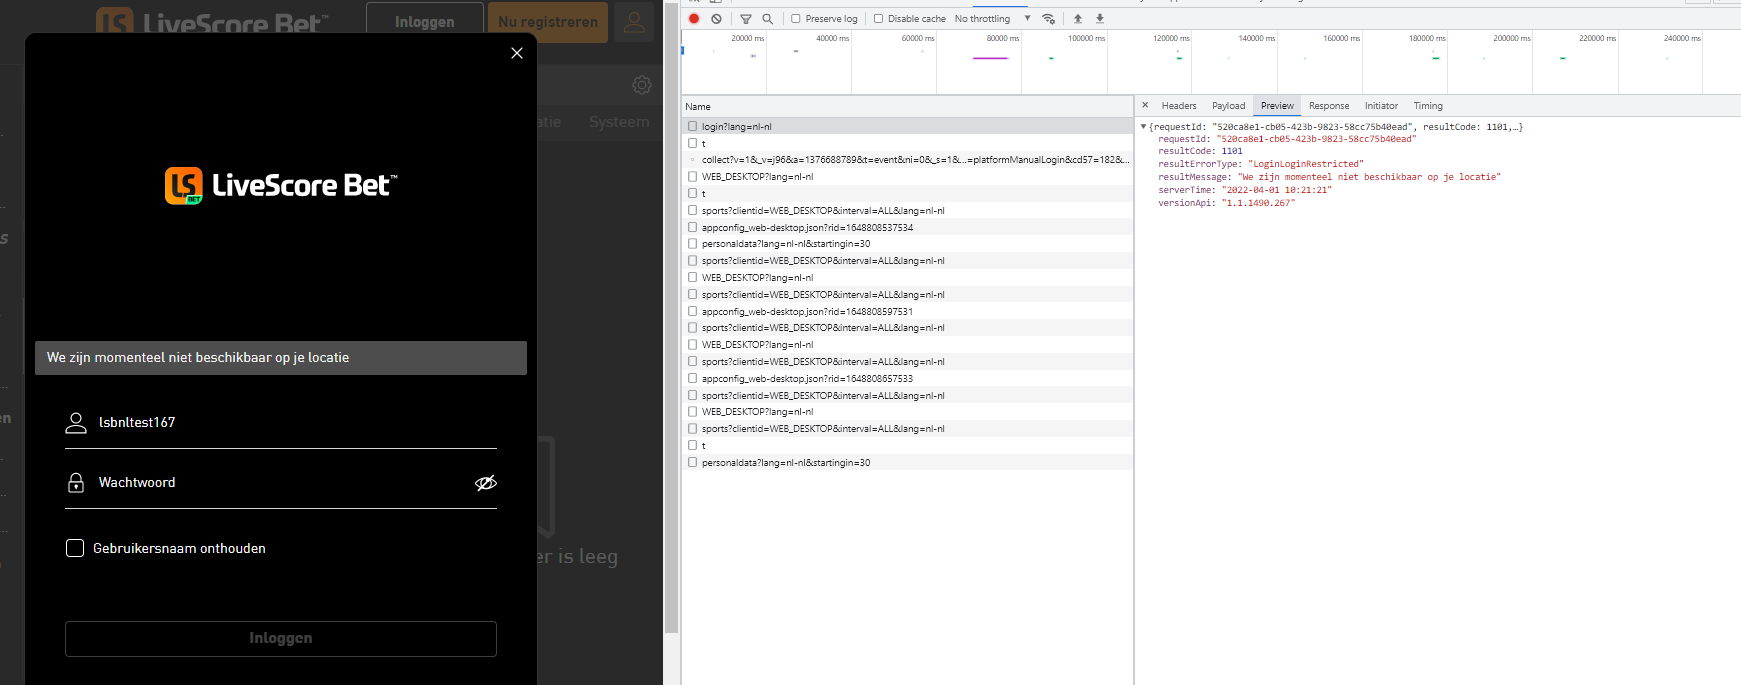 LiveScore Bet™
Inloggen
Nu registreren
LiveScore Bet™
We zijn momenteel niet beschikbaar op je locatie
lsbnltest167
Wachtwoord
Gebruikersnaam onthouden
Inloggen
Systeem
er is leeg
Preserve log
Disable cache
No throttling
20000 ms
40000 ms
60000 ms
80000 ms
100000 ms
120000 ms
140000 ms
160000 ms
180000 ms
200000 ms
220000 ms
240000 ms
Name
login?lang=nl-nl
t
collect?v=1&_v=j96&a=1376688789&t=event&ni=0&_s=1&...=platformManualLogin&cd57=182&...
WEB_DESKTOP?lang=nl-nl
t
sports?clientid=WEB_DESKTOP&interval=ALL&lang=nl-nl
appconfig_web-desktop.json?rid=1648808537534
personaldata?lang=nl-nl&startingin=30
sports?clientid=WEB_DESKTOP&interval=ALL&lang=nl-nl
WEB_DESKTOP?lang=nl-nl
sports?clientid=WEB_DESKTOP&interval=ALL&lang=nl-nl
appconfig_web-desktop.json?rid=1648808597531
sports?clientid=WEB_DESKTOP&interval=ALL&lang=nl-nl
WEB_DESKTOP?lang=nl-nl
sports?clientid=WEB_DESKTOP&interval=ALL&lang=nl-nl
appconfig_web-desktop.json?rid=1648808657533
sports?clientid=WEB_DESKTOP&interval=ALL&lang=nl-nl
WEB_DESKTOP?lang=nl-nl
sports?clientid=WEB_DESKTOP&interval=ALL&lang=nl-nl
t
personaldata?lang=nl-nl&startingin=30
Headers
Payload
Preview
Response
Initiator
Timing
{requestId: "520ca8e1-cb05-423b-9823-58cc75b40ead", resultCode: 1101,…}
requestId: "520ca8e1-cb05-423b-9823-58cc75b40ead"
resultCode: 1101
resultErrorType: "LoginLoginRestricted"
resultMessage: "We zijn momenteel niet beschikbaar op je locatie"
serverTime: "2022-04-01 10:21:21"
versionApi: "1.1.1490.267"